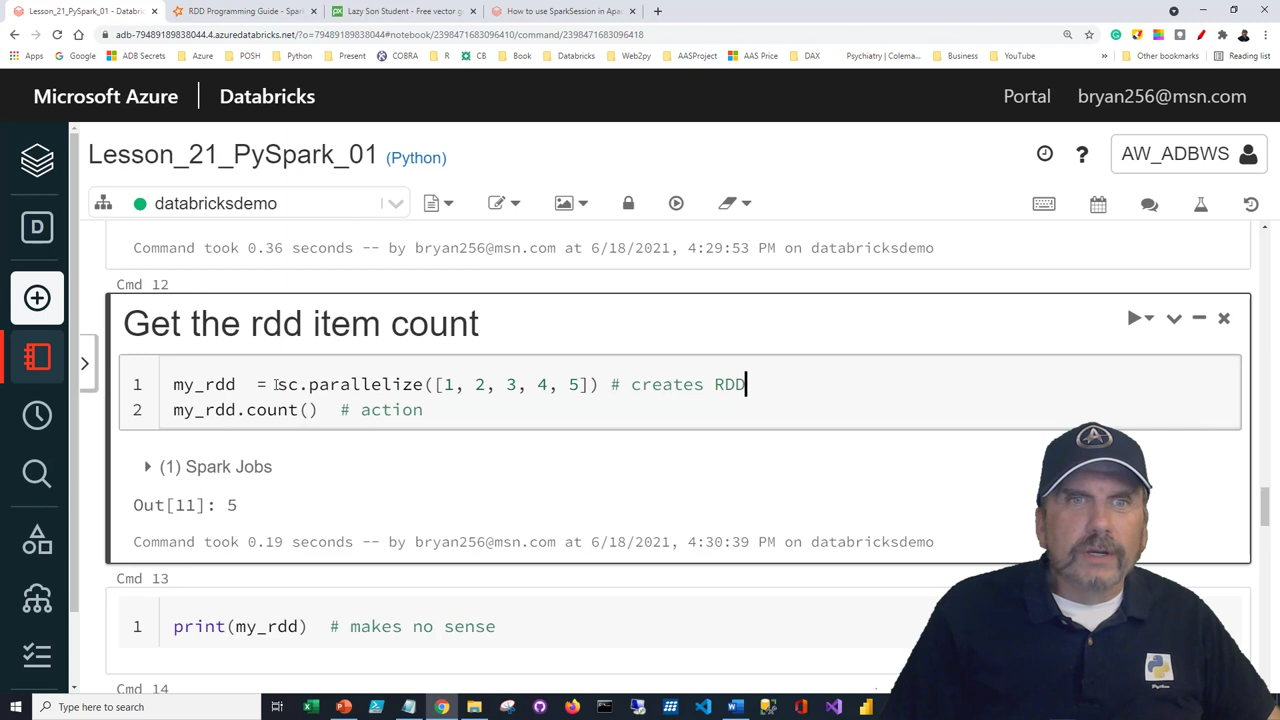 Lesson_21_PySpark_01 - Databric
RDD Programming Guide - Spar
Lazy Son Student - Free vector g
How to use SparkSession in Apac
adb-79489189838044.4.azuredatabricks.net/?o=79489189838044#notebook/2398471683096410/command/2398471683096418
Apps Google ADB Secrets Azure POSH Python Present COBRA R CB Book Databricks Web2py AASProject AAS Price DAX Psychiatry | Colema... Business YouTube » Other bookmarks Reading list
Microsoft Azure Databricks Portal bryan256@msn.com
Lesson_21_PySpark_01 (Python) ? AW_ADBWS
databricksdemo
D
Command took 0.36 seconds -- by bryan256@msn.com at 6/18/2021, 4:29:53 PM on databricksdemo
Cmd 12
Get the rdd item count
1 my_rdd = sc.parallelize([1, 2, 3, 4, 5]) # creates RDD
2 my_rdd.count() # action
(1) Spark Jobs
Out[11]: 5
Command took 0.19 seconds -- by bryan256@msn.com at 6/18/2021, 4:30:39 PM on databricksdemo
Cmd 13
1 print(my_rdd) # makes no sense
Cmd 14
Type here to search